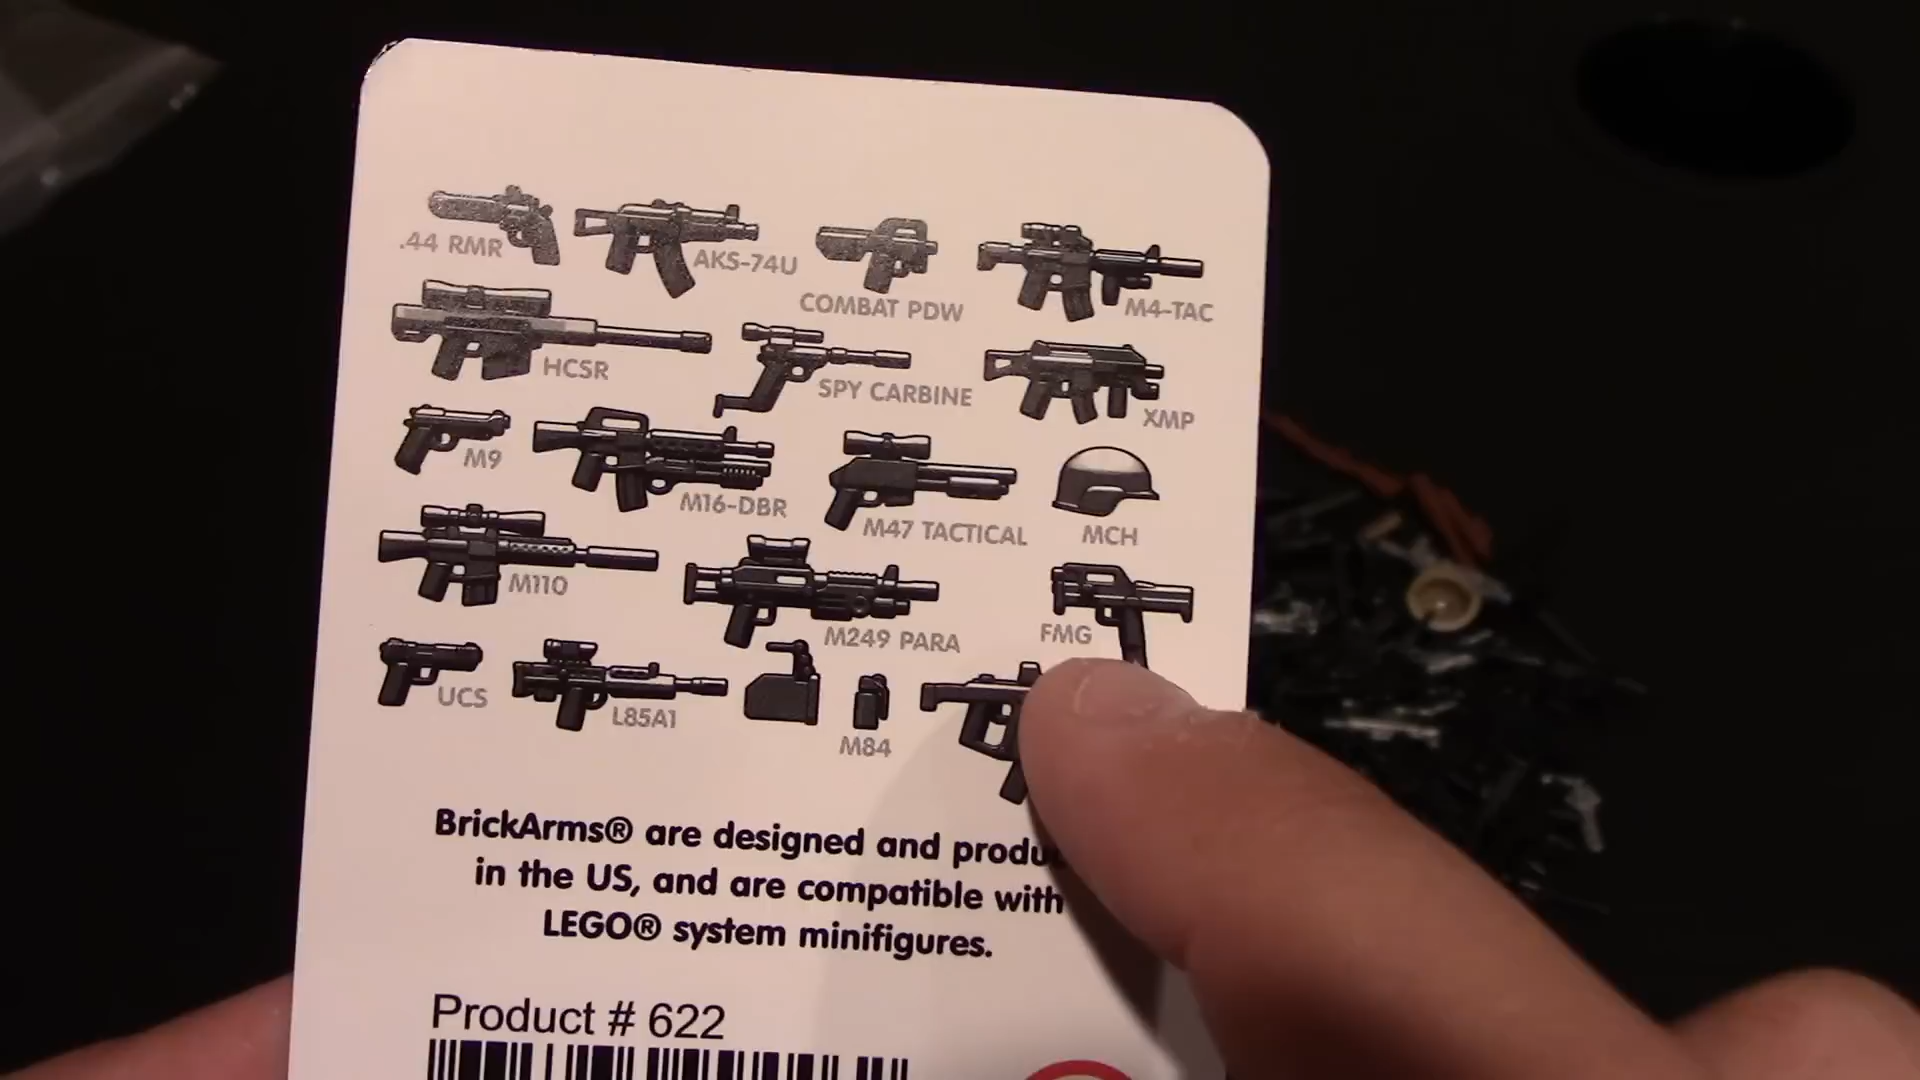 .44 RMR
AKS-74U
COMBAT PDW
M4-TAC
HCSR
SPY CARBINE
XMP
M9
M16-DBR
M47 TACTICAL
MCH
M110
M249 PARA
FMG
UCS
L85A1
M84
BrickArms® are designed and produ
in the US, and are compatible with
LEGO® system minifigures.
Product # 622